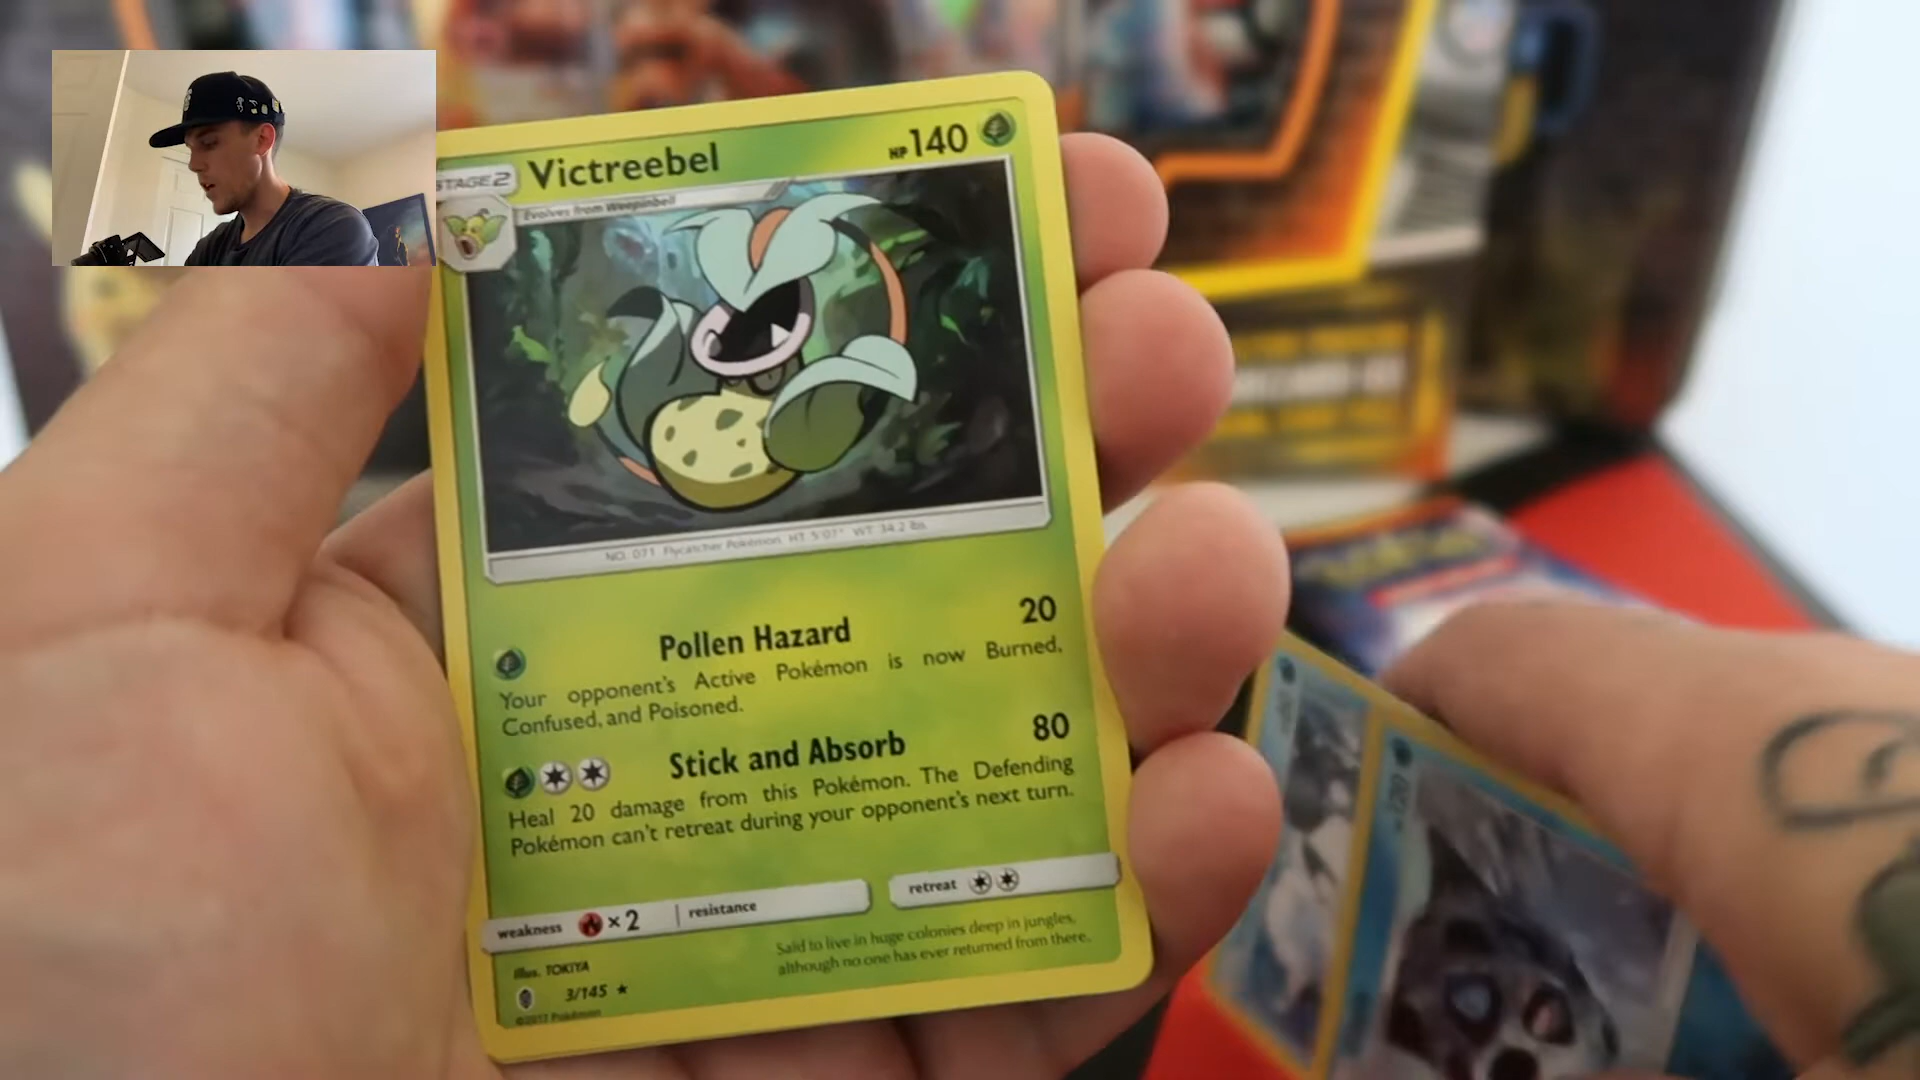 STAGE2 Victreebel HP 140
Evolves from Weepinbell
NO. 071 Flycatcher Pokémon HT 5'07" WT 34.2 lbs
Pollen Hazard 20
Your opponent's Active Pokémon is now Burned,
Confused, and Poisoned.
Stick and Absorb 80
Heal 20 damage from this Pokémon. The Defending
Pokémon can't retreat during your opponent's next turn.
weakness ×2 resistance retreat
Said to live in huge colonies deep in jungles,
although no one has ever returned from there.
Illus. TOKIYA
3/145 ★
©2017 Pokémon